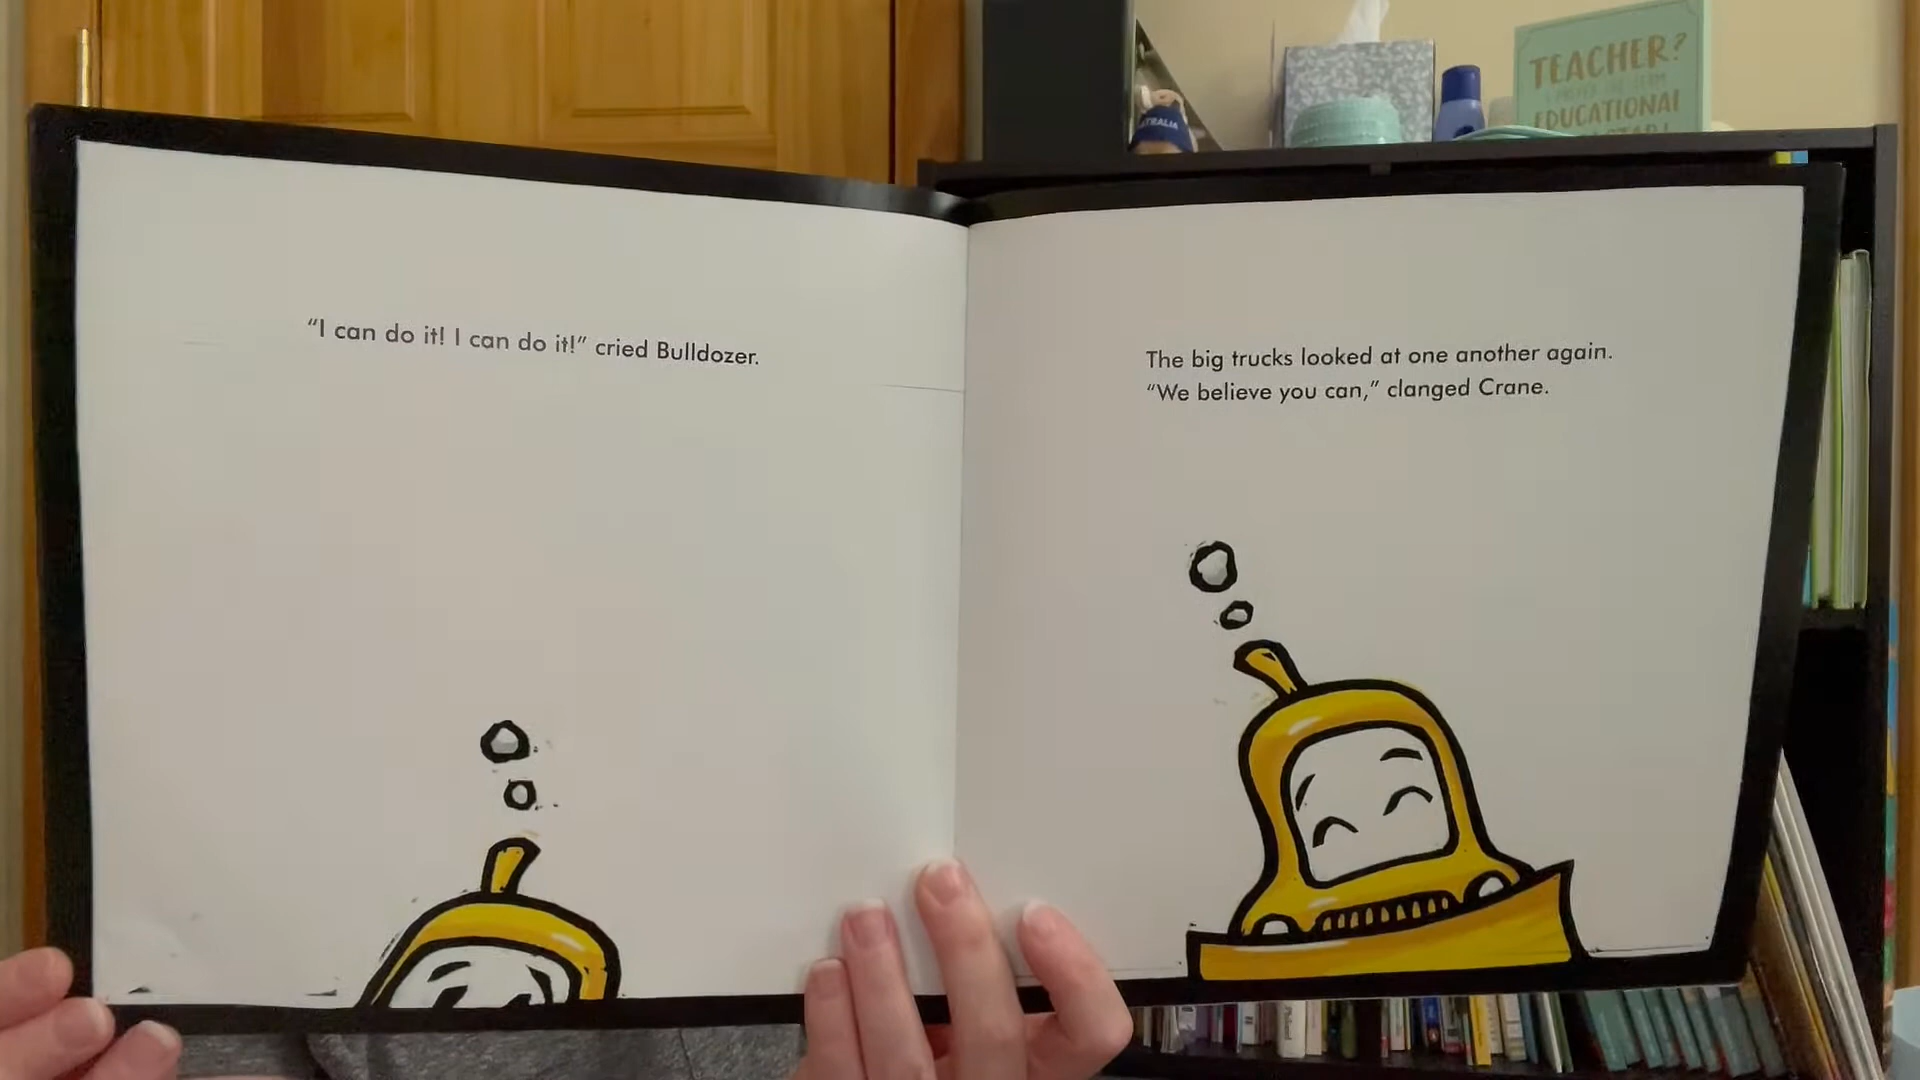 “I can do it! I can do it!” cried Bulldozer.
The big trucks looked at one another again.
“We believe you can,” clanged Crane.
TEACHER?
EDUCATIONAL